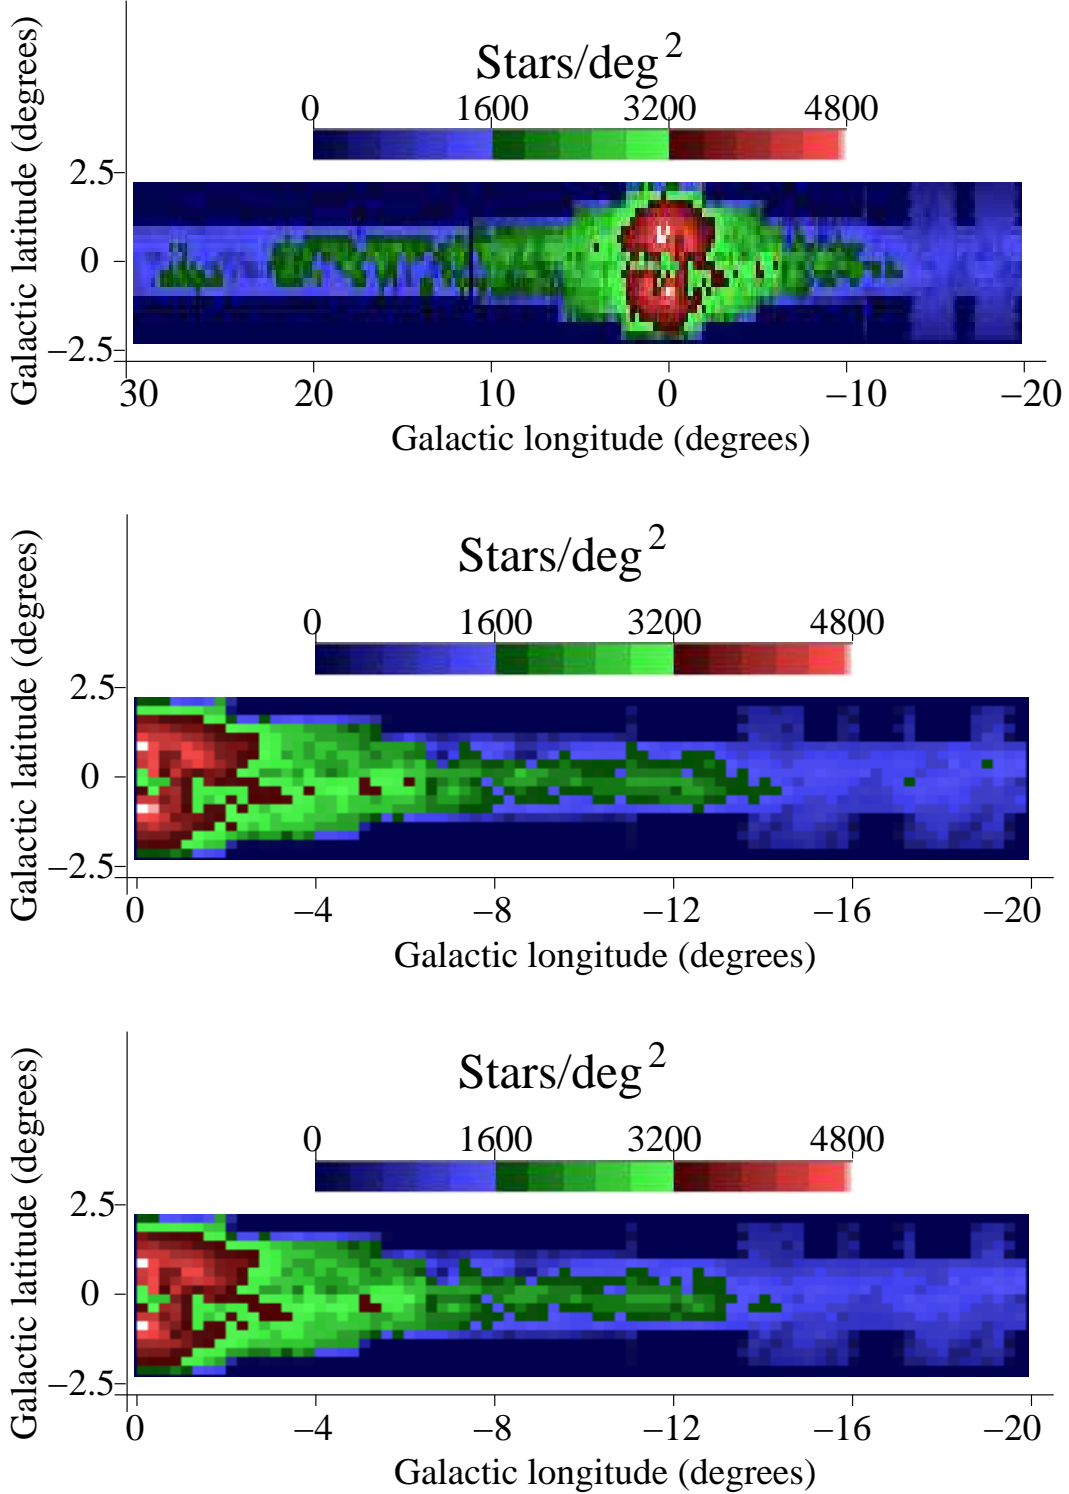 Stars/deg 2
0 1600 3200 4800
Galactic latitude (degrees)
2.5
0
−2.5
30 20 10 0 −10 −20
Galactic longitude (degrees)
Stars/deg 2
0 1600 3200 4800
Galactic latitude (degrees)
2.5
0
−2.5
0 −4 −8 −12 −16 −20
Galactic longitude (degrees)
Stars/deg 2
0 1600 3200 4800
Galactic latitude (degrees)
2.5
0
−2.5
0 −4 −8 −12 −16 −20
Galactic longitude (degrees)